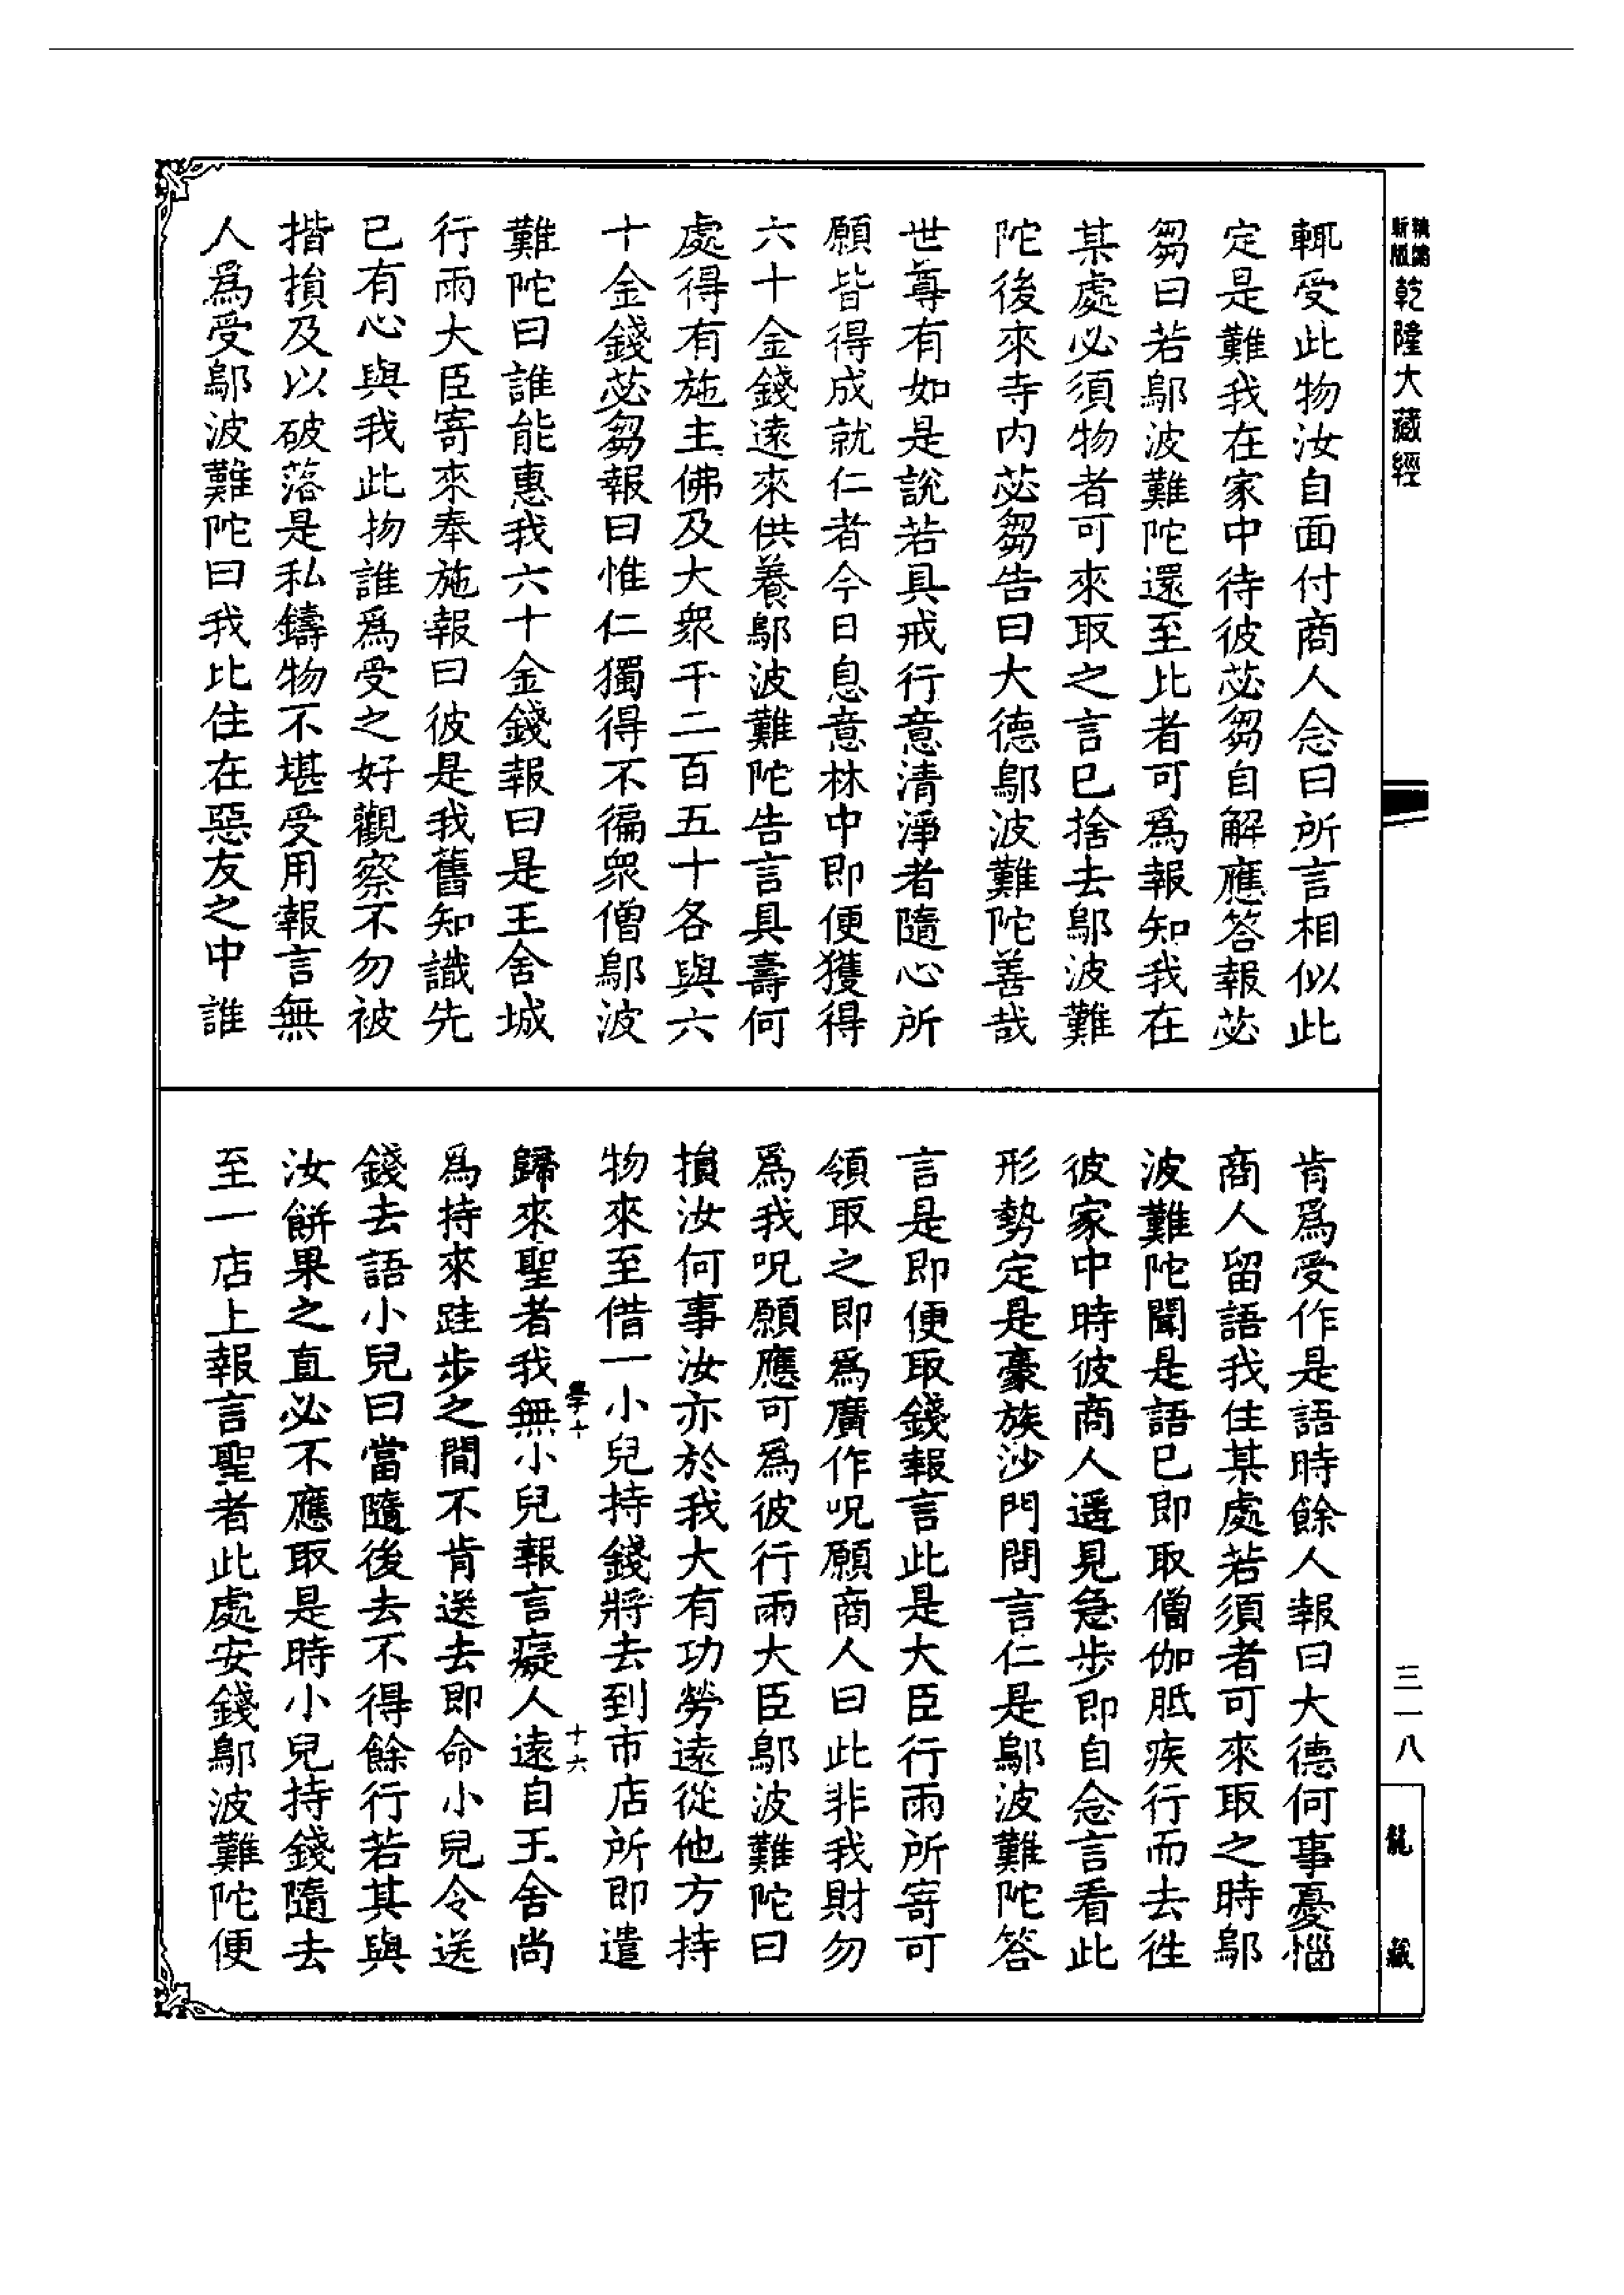 新版 精縮 乾隆大藏經
輒受此物汝自面付商人念曰所言相似此
定是難我在家中待彼苾芻自解應答報苾
芻曰若鄔波難陀還至此者可爲報知我在
某處必須物者可來取之言已捨去鄔波難
陀後來寺內苾芻告曰大德鄔波難陀善哉
世尊有如是說若具戒行意清淨者隨心所
願皆得成就仁者今日息意林中即便獲得
六十金錢遠來供養鄔波難陀告言具壽何
處得有施主佛及大衆千二百五十各與六
十金錢苾芻報曰惟仁獨得不徧衆僧鄔波
難陀曰誰能惠我六十金錢報曰是王舍城
行雨大臣寄來奉施報曰彼是我舊知識先
已有心與我此物誰爲受之好觀察不勿被
揩損及以破落是私鑄物不堪受用報言無
人爲受鄔波難陀曰我比住在惡友之中誰
肯爲受作是語時餘人報曰大德何事憂惱
商人留語我住某處若須者可來取之時鄔
波難陀聞是語已即取僧伽胝疾行而去往
彼家中時彼商人遥見急步即自念言看此
形勢定是豪族沙門問言仁是鄔波難陀答
言是即便取錢報言此是大臣行雨所寄可
領取之即爲廣作呪願商人曰此非我財勿
爲我呪願應可爲彼行雨大臣鄔波難陀曰
損汝何事汝亦於我大有功勞遠從他方持
物來至借一小兒持錢將去到市店所即遣
歸來聖者我無小兒報言癡人遠自王舍尚
學十 十六
爲持來跬步之間不肯送去即命小兒令送
錢去語小兒曰當隨後去不得餘行若其與
汝餅果之直必不應取是時小兒持錢隨去
至一店上報言聖者此處安錢鄔波難陀便
三一八
龍藏